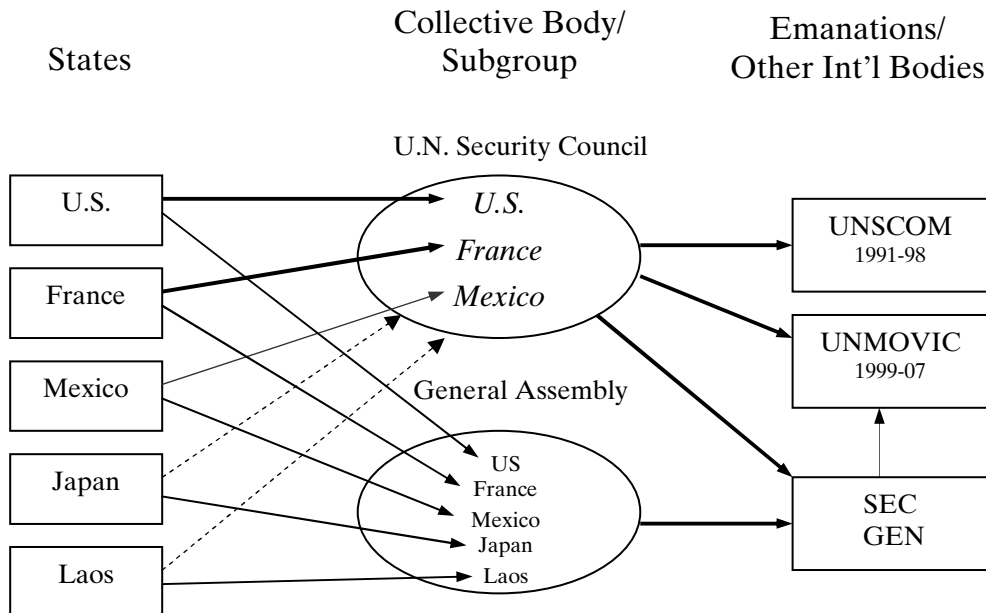 States
Collective Body/
Subgroup
Emanations/
Other Int'l Bodies
U.N. Security Council
U.S.
France
Mexico
Japan
Laos
U.S.
France
Mexico
General Assembly
US
France
Mexico
Japan
Laos
UNSCOM
1991-98
UNMOVIC
1999-07
SEC
GEN